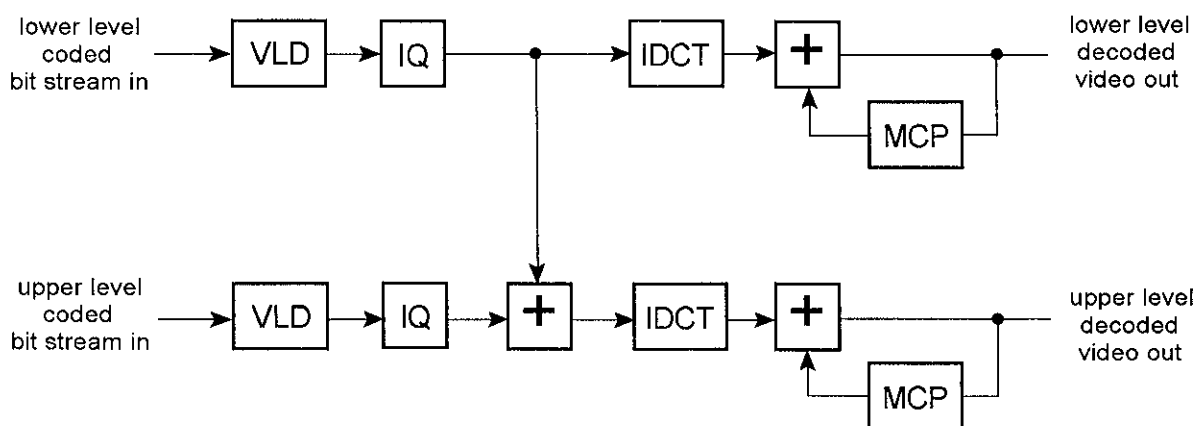 lower level
coded
bit stream in
VLD
IQ
IDCT
+
lower level
decoded
video out
MCP
upper level
coded
bit stream in
VLD
IQ
+
IDCT
+
upper level
decoded
video out
MCP